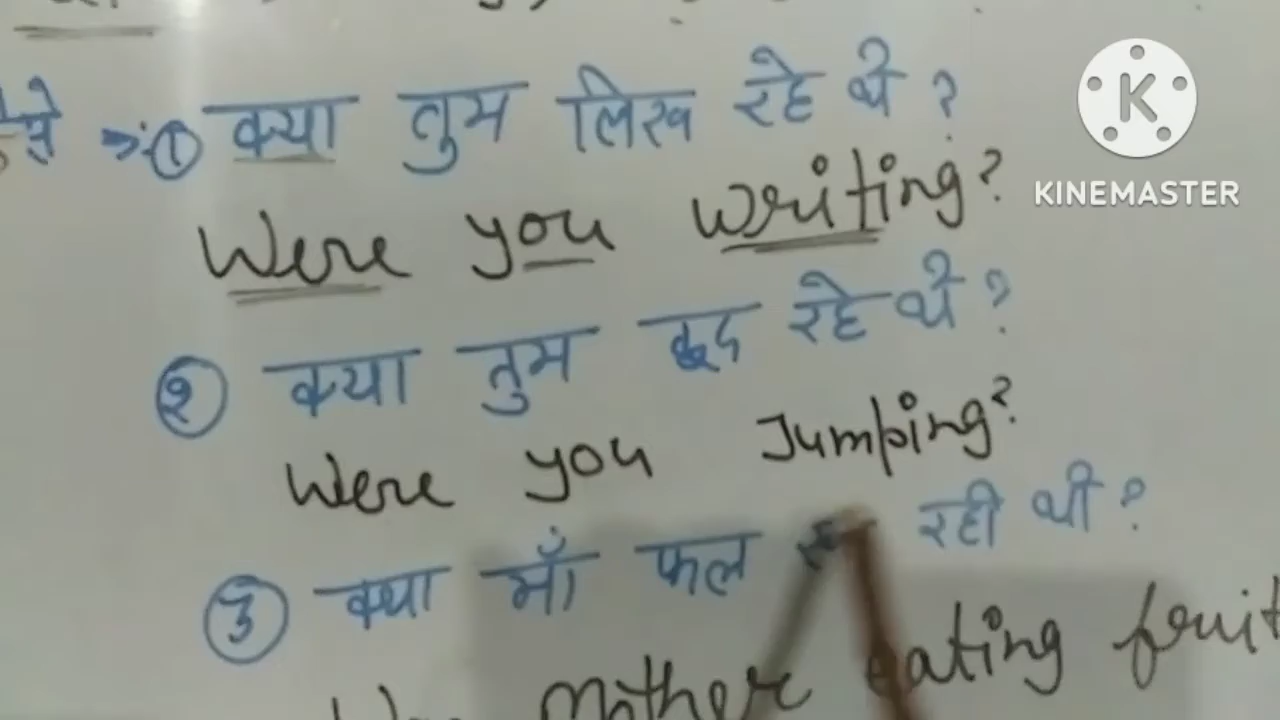 ① क्या तुम लिख रहे थे ?
K
KINEMASTER
Were you writing?
② क्या तुम कूद रहे थे ?
Were you Jumping?
③ क्या माँ फल रही थी ?
mother eating fruit